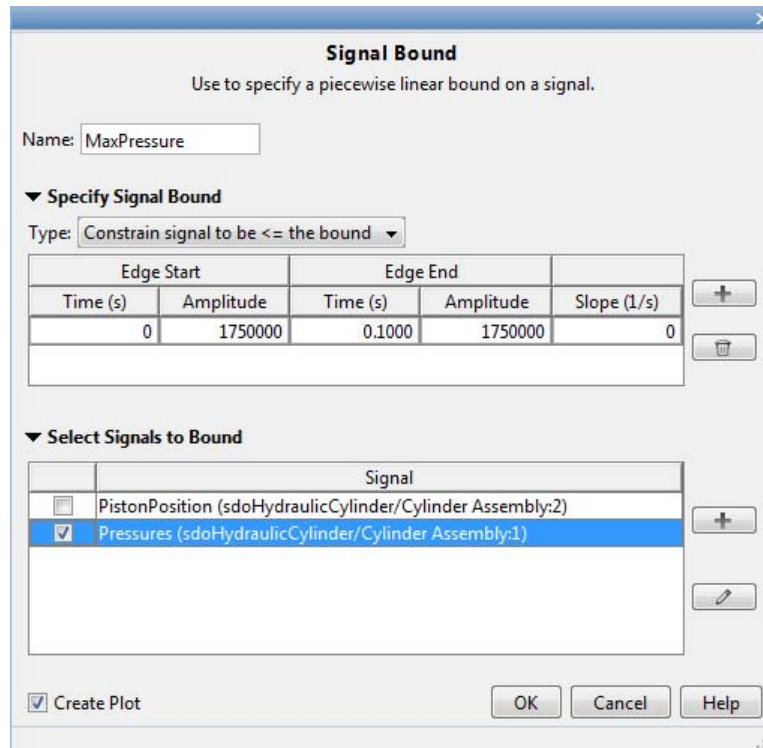 Signal Bound
Use to specify a piecewise linear bound on a signal.
Name: MaxPressure
Specify Signal Bound
Type: Constrain signal to be <= the bound
Edge Start Edge End
Time (s) Amplitude Time (s) Amplitude Slope (1/s)
0 1750000 0.1000 1750000 0
Select Signals to Bound
Signal
PistonPosition (sdoHydraulicCylinder/Cylinder Assembly:2)
Pressures (sdoHydraulicCylinder/Cylinder Assembly:1)
Create Plot OK Cancel Help